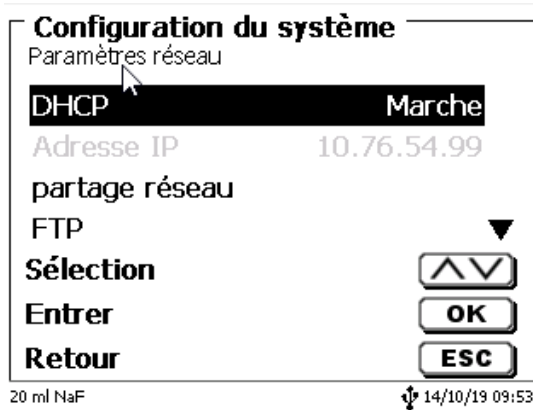 Configuration du système
Paramètres réseau
DHCP Marche
Adresse IP 10.76.54.99
partage réseau
FTP
Sélection
Entrer OK
Retour ESC
20 ml NaF 14/10/19 09:53